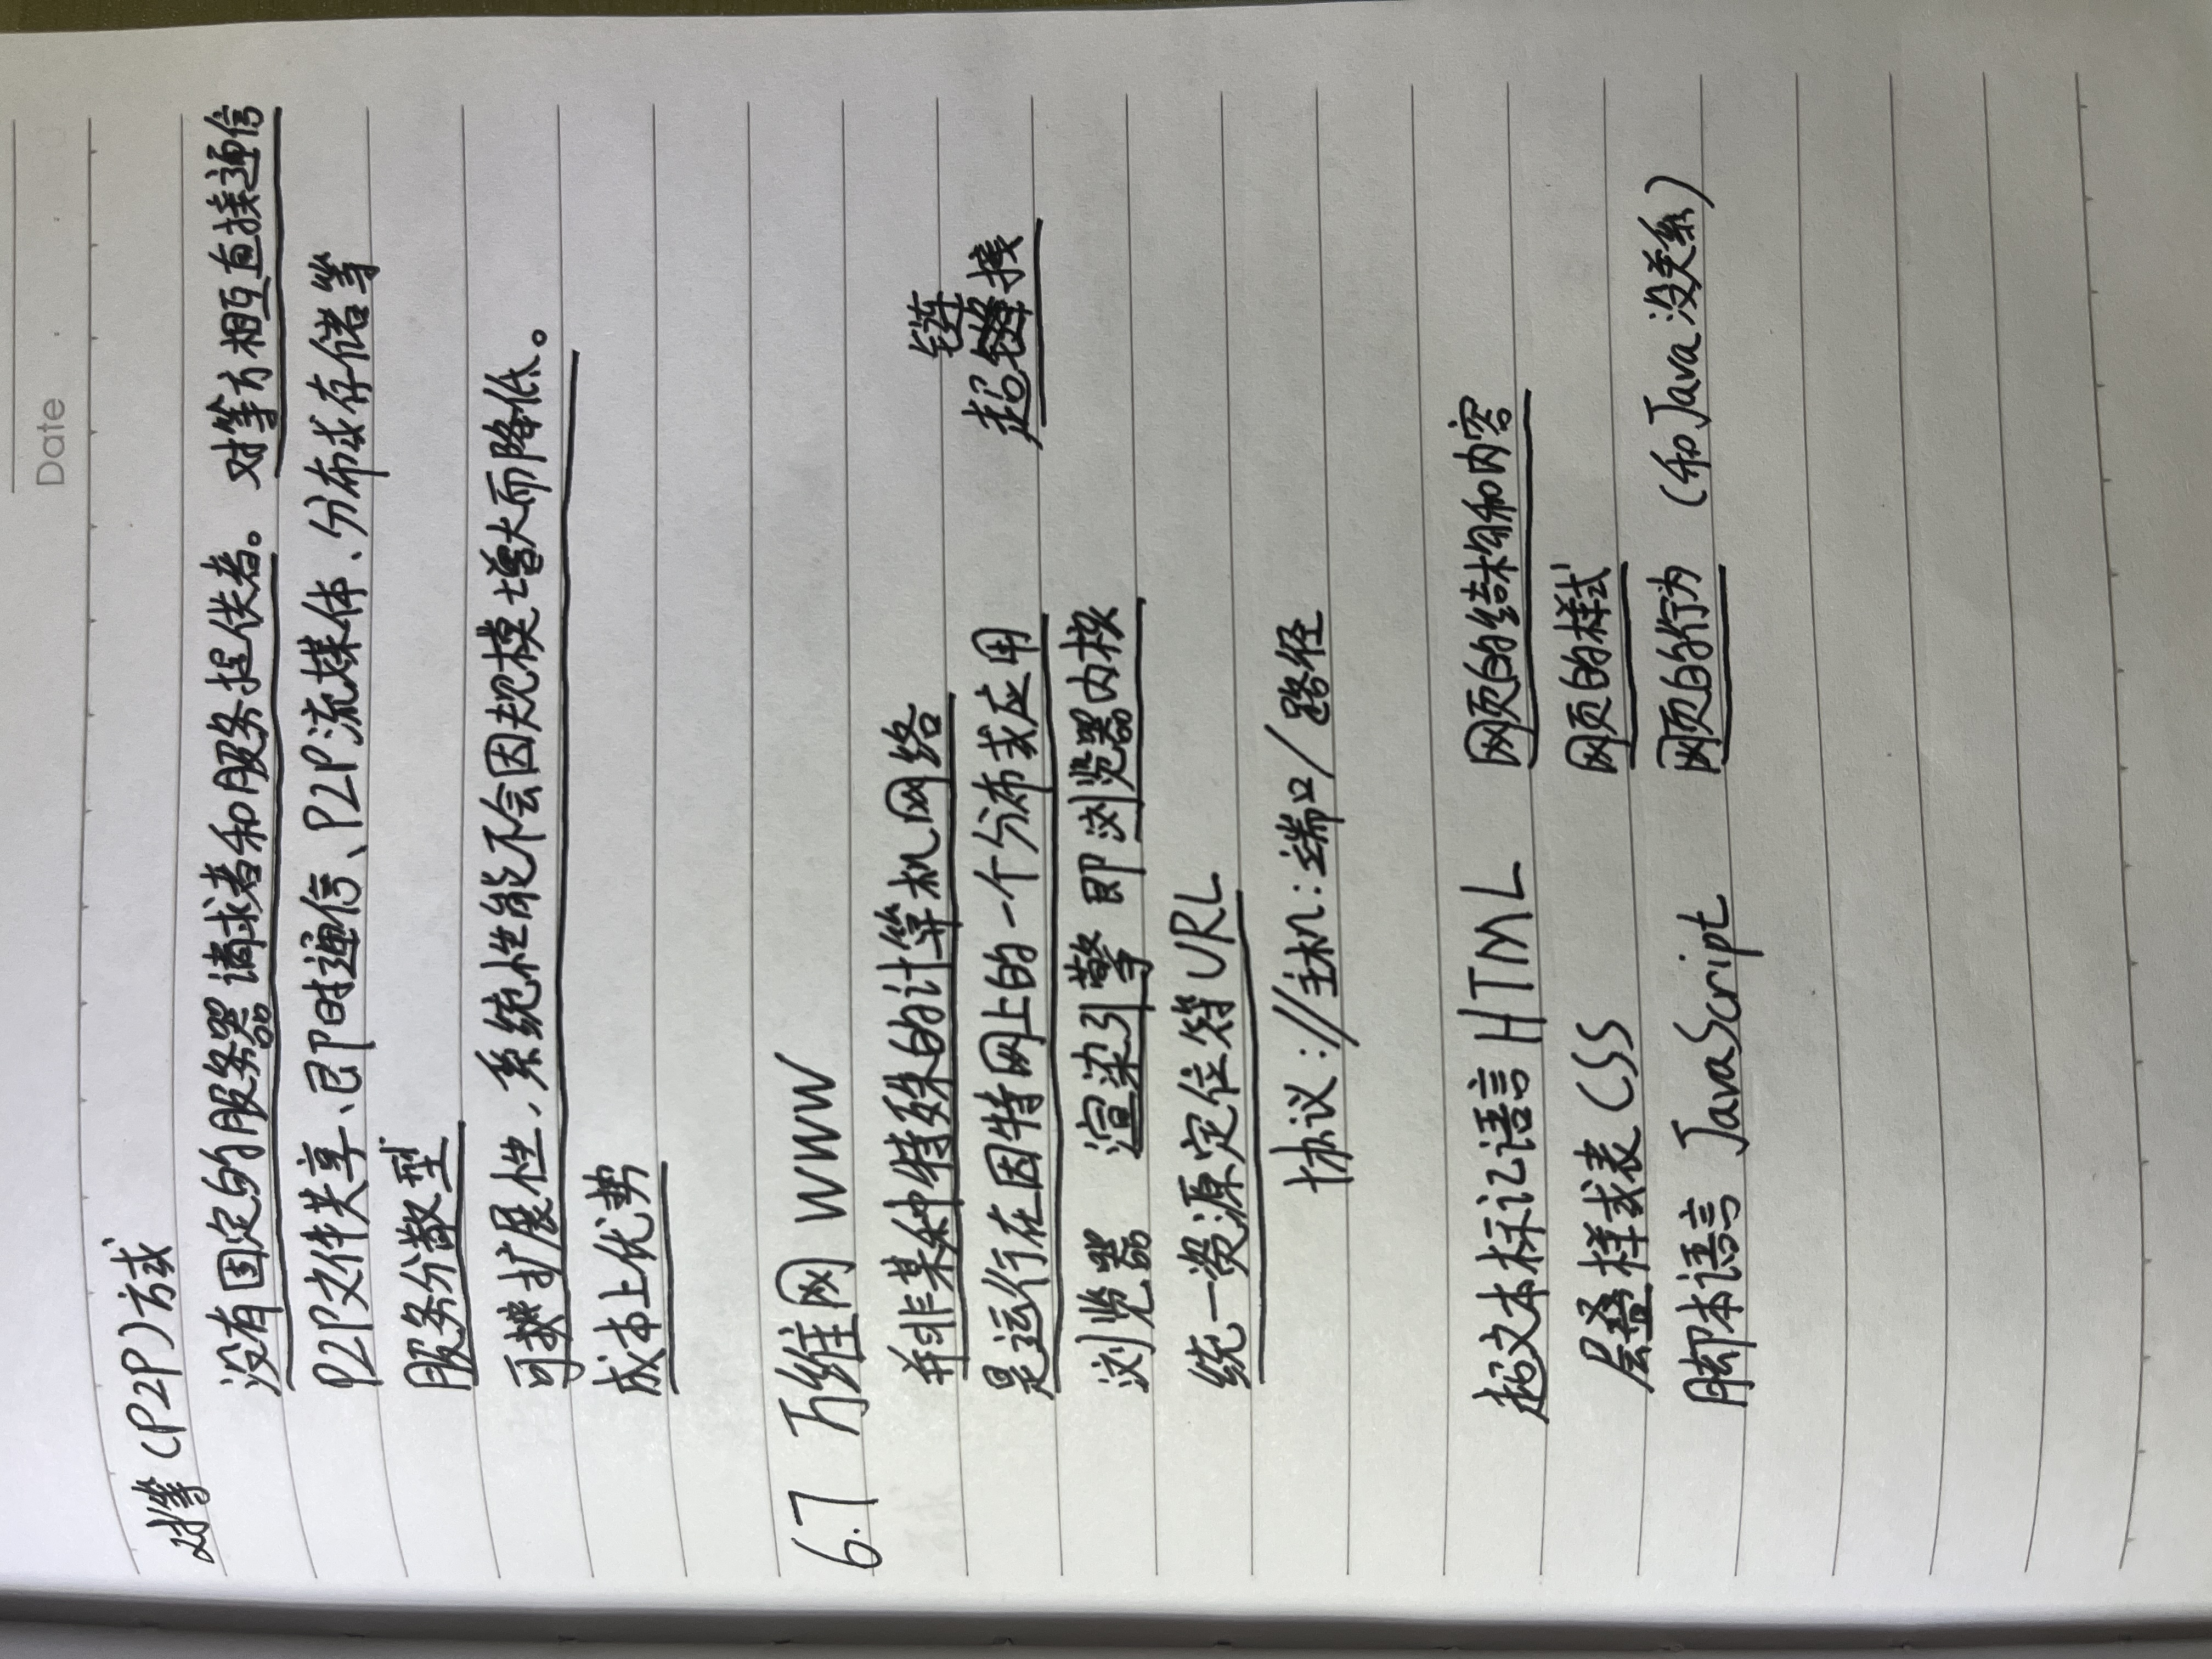 Date
对等(P2P)方式
没有固定的服务器请求者和服务提供者。 对等方相互直接通信
P2P文件共享、即时通信、P2P流媒体、分布式存储等
服务分散型
可扩展性,系统性能不会因规模增大而降低。
成本上优势
6.7 万维网 WWW
并非某种特殊的计算机网络
链
是运行在因特网上的一个分布式应用 超接
浏览器 渲染引擎 即浏览器内核
统一资源定位符URL
协议://主机:端口/路径
超文本标记语言HTML 网页的结构和内容
层叠样式表CSS 网页的样式
脚本语言 JavaScript 网页的行为 (和Java没关系)